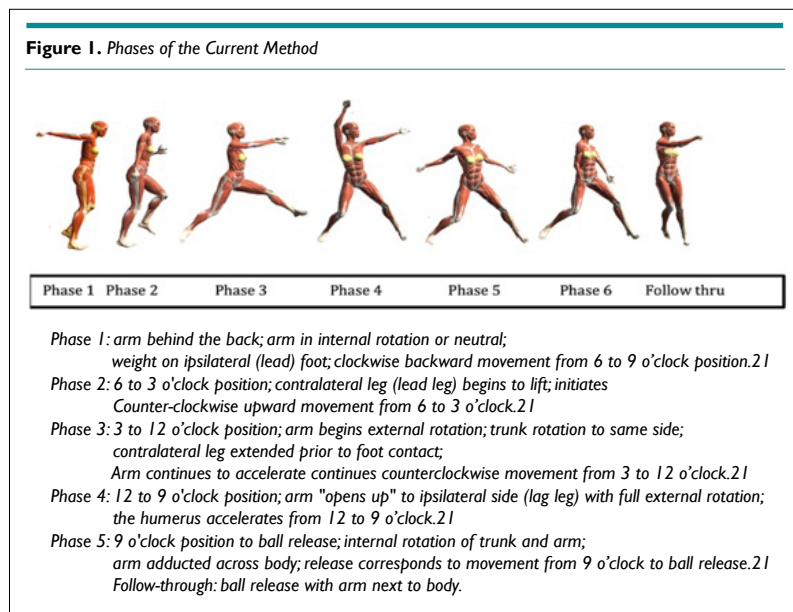 Figure 1. Phases of the Current Method
Phase 1 Phase 2 Phase 3 Phase 4 Phase 5 Phase 6 Follow thru
Phase 1: arm behind the back; arm in internal rotation or neutral;
weight on ipsilateral (lead) foot; clockwise backward movement from 6 to 9 o’clock position.21
Phase 2: 6 to 3 o'clock position; contralateral leg (lead leg) begins to lift; initiates
Counter-clockwise upward movement from 6 to 3 o’clock.21
Phase 3: 3 to 12 o’clock position; arm begins external rotation; trunk rotation to same side;
contralateral leg extended prior to foot contact;
Arm continues to accelerate continues counterclockwise movement from 3 to 12 o’clock.21
Phase 4: 12 to 9 o’clock position; arm "opens up" to ipsilateral side (lag leg) with full external rotation;
the humerus accelerates from 12 to 9 o’clock.21
Phase 5: 9 o'clock position to ball release; internal rotation of trunk and arm;
arm adducted across body; release corresponds to movement from 9 o’clock to ball release.21
Follow-through: ball release with arm next to body.